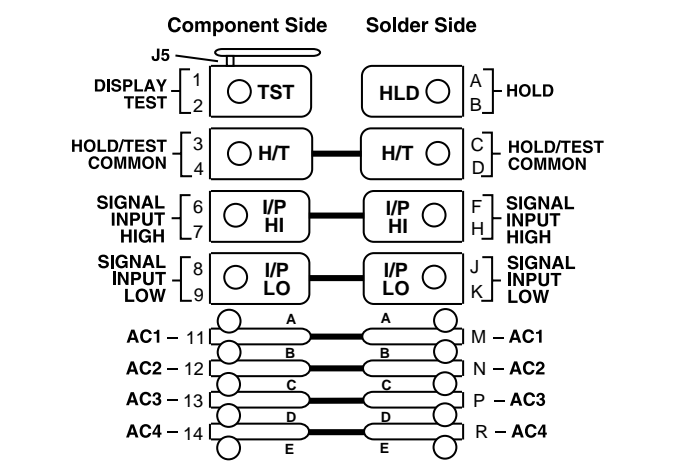 Component Side Solder Side
J5
DISPLAY TEST 1 2 TST HLD A B HOLD
HOLD/TEST COMMON 3 4 H/T H/T C D HOLD/TEST COMMON
SIGNAL INPUT HIGH 6 7 I/P HI I/P HI F H SIGNAL INPUT HIGH
SIGNAL INPUT LOW 8 9 I/P LO I/P LO J K SIGNAL INPUT LOW
A A
AC1 – 11 M – AC1
B B
AC2 – 12 N – AC2
C C
AC3 – 13 P – AC3
D D
AC4 – 14 R – AC4
E E